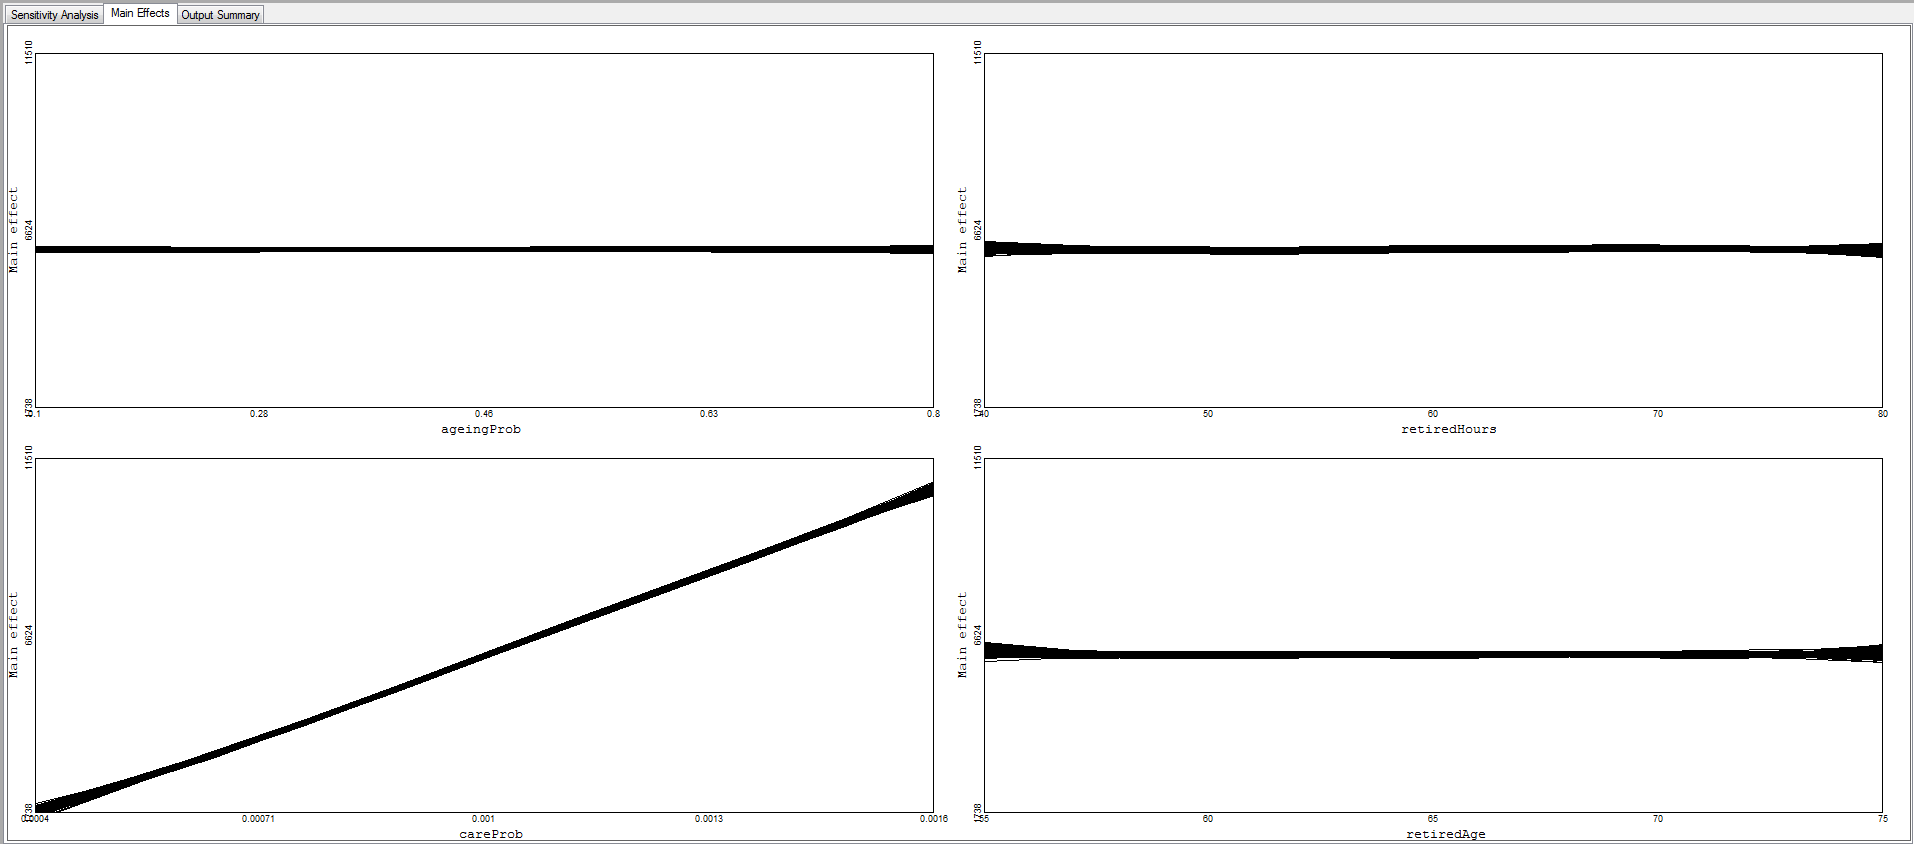 Sensitivity Analysis Main Effects Output Summary
11510
6624
1738
Main effect
0.1 0.28 0.46 0.63 0.8
ageingProb
11510
6624
1738
Main effect
40 50 60 70 80
retiredHours
11510
6624
1738
Main effect
0.0004 0.00071 0.001 0.0013 0.0016
careProb
11510
6624
1738
Main effect
55 60 65 70 75
retiredAge